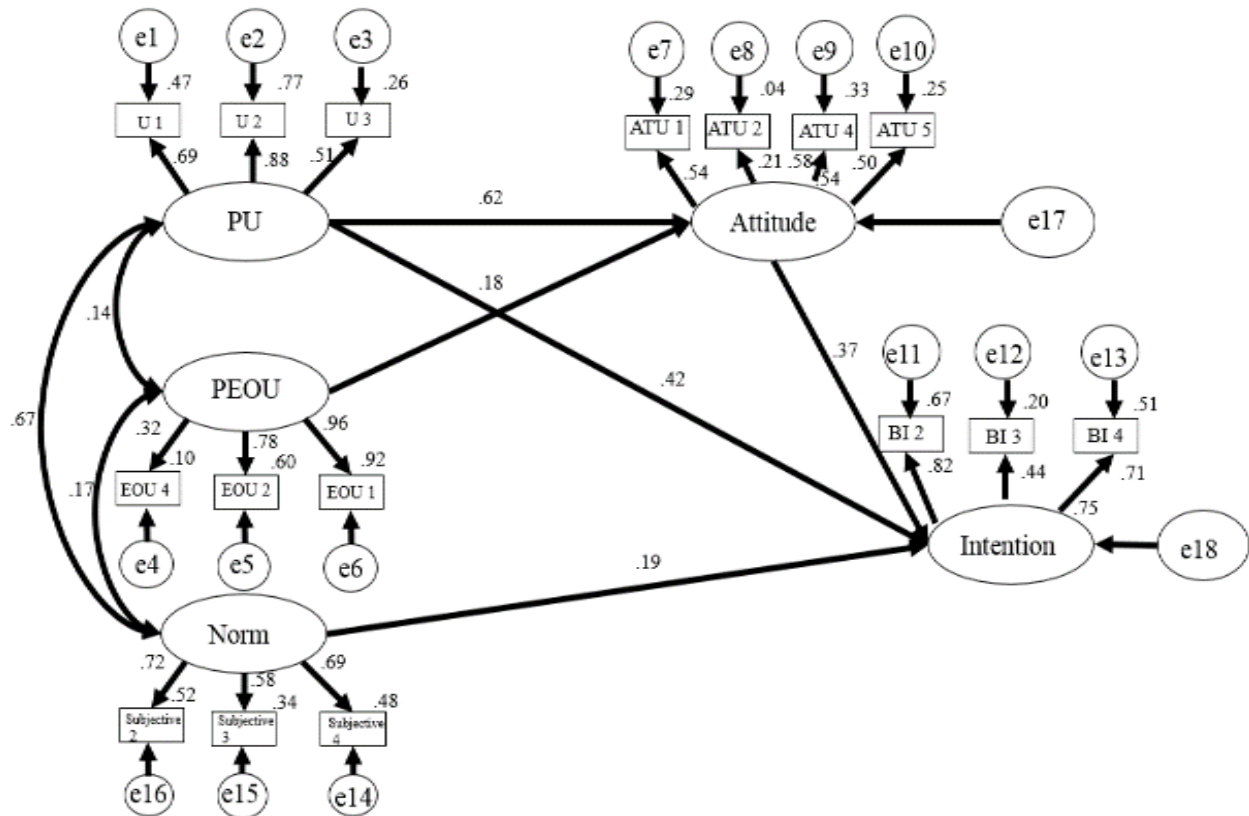 e1
e2
e3
e7
e8
e9
e10
.47
.77
.26
.29
.04
.33
.25
U 1
U 2
U 3
ATU 1
ATU 2
ATU 4
ATU 5
.69
.88
.51
.54
.21
.58
.50
.54
PU
.62
Attitude
e17
.14
.18
PEOU
.42
.37
e11
e12
e13
.67
.20
.51
BI 2
BI 3
BI 4
.67
.32
.78
.96
.82
.44
.71
.10
.60
.92
EOU 4
EOU 2
EOU 1
.17
.75
e4
e5
e6
Intention
e18
.19
Norm
.72
.58
.69
.52
.34
.48
Subjective
2
Subjective
3
Subjective
4
e16
e15
e14